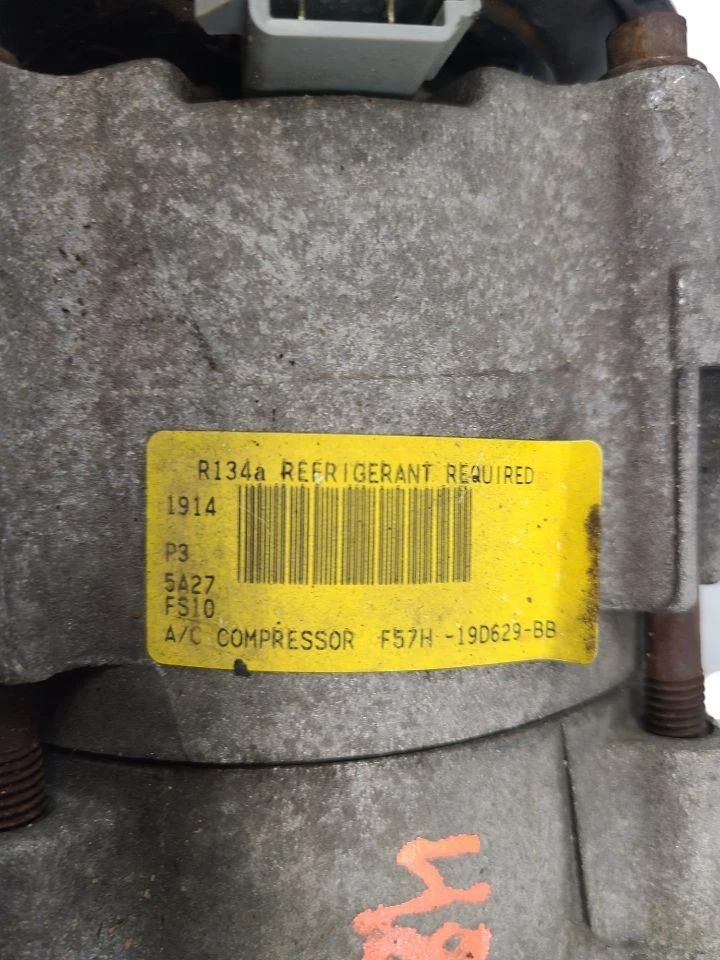 R134a REFRIGERANT REQUIRED
1914
P3
5A27
FS10
A/C COMPRESSOR F57H -19D629-BB